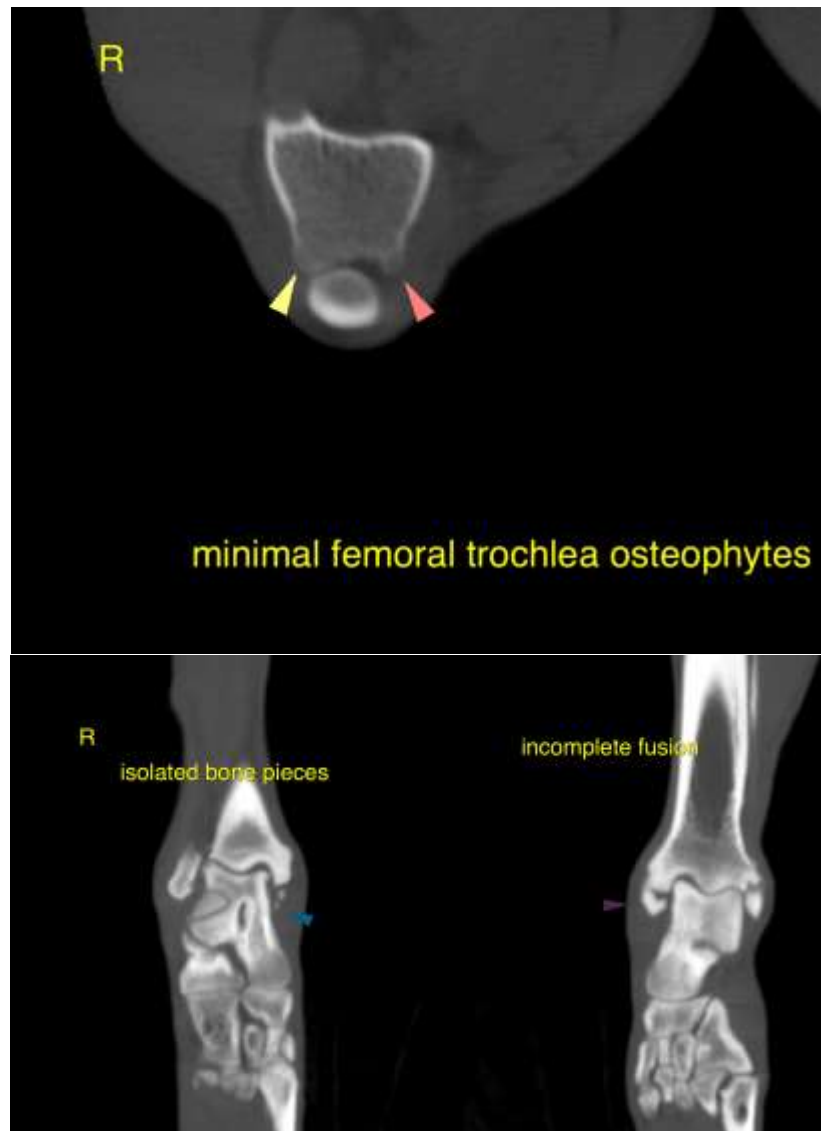 R
minimal femoral trochlea osteophytes
R
incomplete fusion
isolated bone pieces